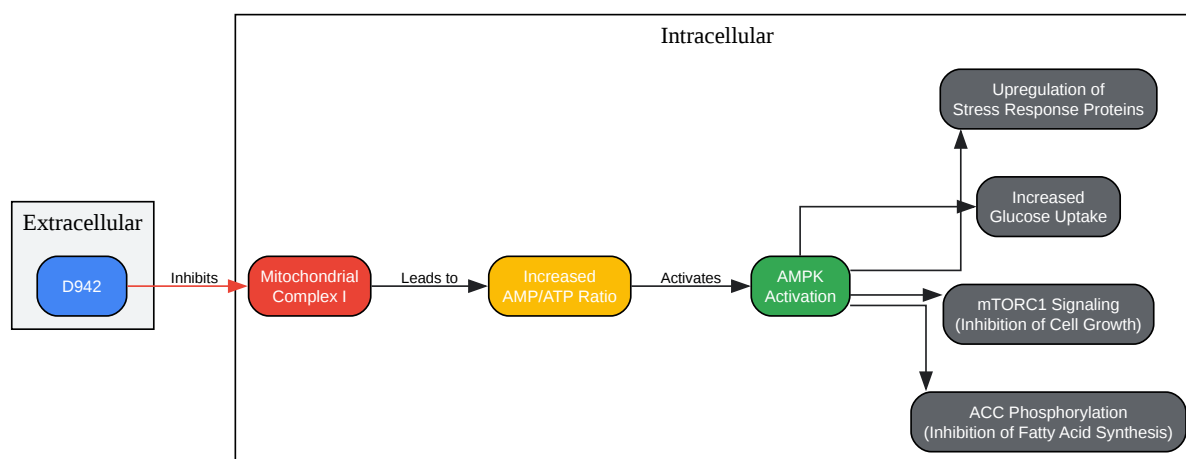 Intracellular
Extracellular
D942
Inhibits
Mitochondrial
Complex I
Leads to
Increased
AMP/ATP Ratio
Activates
AMPK
Activation
Upregulation of
Stress Response Proteins
Increased
Glucose Uptake
mTORC1 Signaling
(Inhibition of Cell Growth)
ACC Phosphorylation
(Inhibition of Fatty Acid Synthesis)